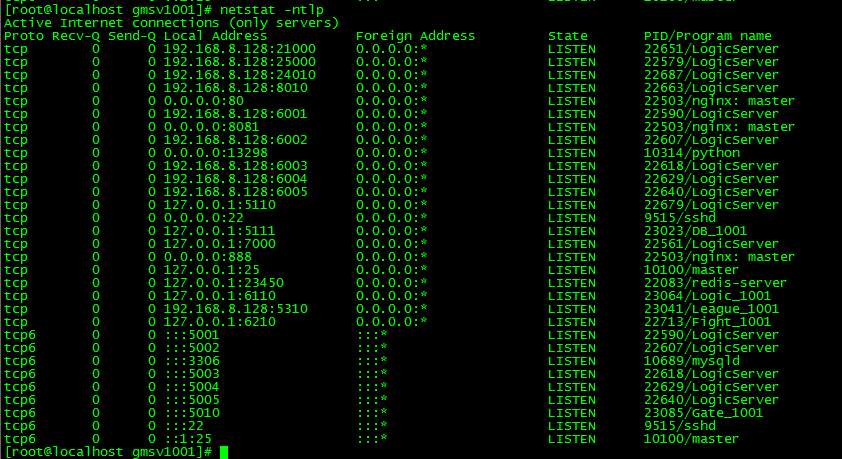 [root@localhost gmsv1001]# netstat -ntlp
Active Internet connections (only servers)
Proto Recv-Q Send-Q Local Address Foreign Address State PID/Program name
tcp 0 0 192.168.8.128:21000 0.0.0.0:* LISTEN 22651/LogicServer
tcp 0 0 192.168.8.128:25000 0.0.0.0:* LISTEN 22579/LogicServer
tcp 0 0 192.168.8.128:24010 0.0.0.0:* LISTEN 22687/LogicServer
tcp 0 0 192.168.8.128:8010 0.0.0.0:* LISTEN 22663/LogicServer
tcp 0 0 0.0.0.0:80 0.0.0.0:* LISTEN 22503/nginx: master
tcp 0 0 192.168.8.128:6001 0.0.0.0:* LISTEN 22590/LogicServer
tcp 0 0 0.0.0.0:8081 0.0.0.0:* LISTEN 22503/nginx: master
tcp 0 0 192.168.8.128:6002 0.0.0.0:* LISTEN 22607/LogicServer
tcp 0 0 0.0.0.0:13298 0.0.0.0:* LISTEN 10314/python
tcp 0 0 192.168.8.128:6003 0.0.0.0:* LISTEN 22618/LogicServer
tcp 0 0 192.168.8.128:6004 0.0.0.0:* LISTEN 22629/LogicServer
tcp 0 0 192.168.8.128:6005 0.0.0.0:* LISTEN 22640/LogicServer
tcp 0 0 127.0.0.1:5110 0.0.0.0:* LISTEN 22679/LogicServer
tcp 0 0 0.0.0.0:22 0.0.0.0:* LISTEN 9515/sshd
tcp 0 0 127.0.0.1:5111 0.0.0.0:* LISTEN 23023/DB_1001
tcp 0 0 127.0.0.1:7000 0.0.0.0:* LISTEN 22561/LogicServer
tcp 0 0 0.0.0.0:888 0.0.0.0:* LISTEN 22503/nginx: master
tcp 0 0 127.0.0.1:25 0.0.0.0:* LISTEN 10100/master
tcp 0 0 127.0.0.1:23450 0.0.0.0:* LISTEN 22083/redis-server
tcp 0 0 127.0.0.1:6110 0.0.0.0:* LISTEN 23064/Logic_1001
tcp 0 0 192.168.8.128:5310 0.0.0.0:* LISTEN 23041/League_1001
tcp 0 0 127.0.0.1:6210 0.0.0.0:* LISTEN 22713/Fight_1001
tcp6 0 0 :::5001 :::* LISTEN 22590/LogicServer
tcp6 0 0 :::5002 :::* LISTEN 22607/LogicServer
tcp6 0 0 :::3306 :::* LISTEN 10689/mysqld
tcp6 0 0 :::5003 :::* LISTEN 22618/LogicServer
tcp6 0 0 :::5004 :::* LISTEN 22629/LogicServer
tcp6 0 0 :::5005 :::* LISTEN 22640/LogicServer
tcp6 0 0 :::5010 :::* LISTEN 23085/Gate_1001
tcp6 0 0 :::22 :::* LISTEN 9515/sshd
tcp6 0 0 ::1:25 :::* LISTEN 10100/master
[root@localhost gmsv1001]#